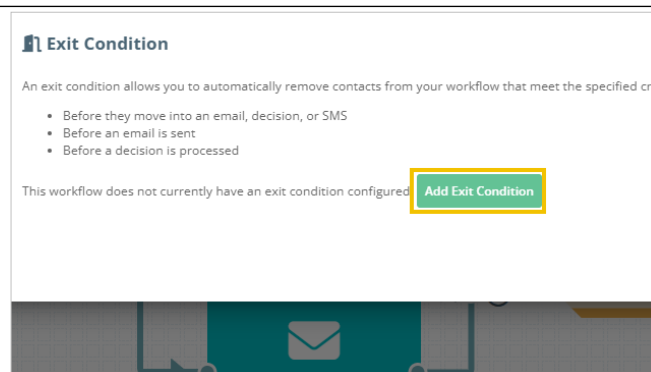 Exit Condition
An exit condition allows you to automatically remove contacts from your workflow that meet the specified
Before they move into an email, decision, or SMS
Before an email is sent
Before a decision is processed
This workflow does not currently have an exit condition configured Add Exit Condition